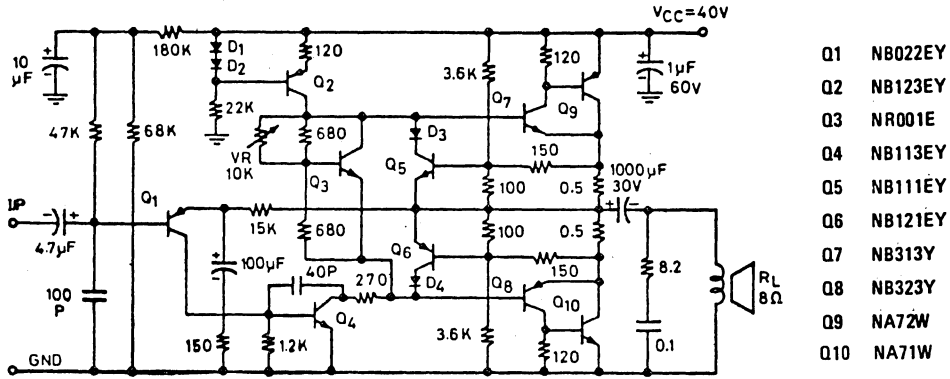 VCC=40V
10
µF
180K
D1
D2
120
Q2
22K
47K
68K
VR
10K
680
Q3
D3
Q5
3.6K
Q7
120
Q9
1µF
60V
150
100
0.5
1000µF
30V
I/P
4.7µF
Q1
15K
680
100µF
Q6
100
0.5
150
40P
270
D4
Q8
Q10
8.2
RL
8Ω
100
P
Q4
150
1.2K
3.6K
120
0.1
GND
Q1 NB022EY
Q2 NB123EY
Q3 NR001E
Q4 NB113EY
Q5 NB111EY
Q6 NB121EY
Q7 NB313Y
Q8 NB323Y
Q9 NA72W
Q10 NA71W